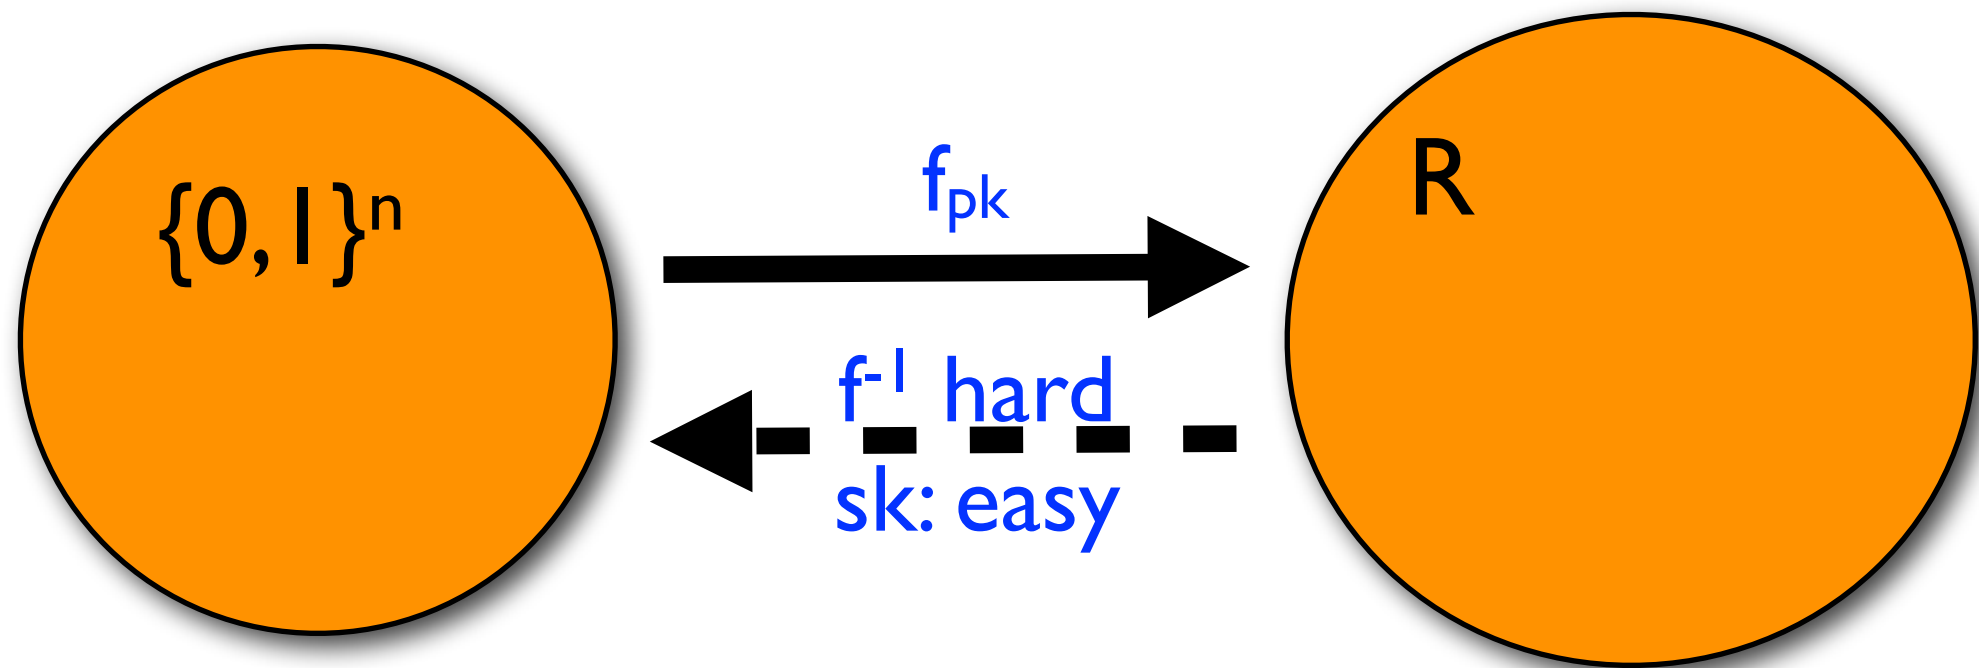 {0,1}ⁿ
f_pk
R
f⁻¹ hard
sk: easy